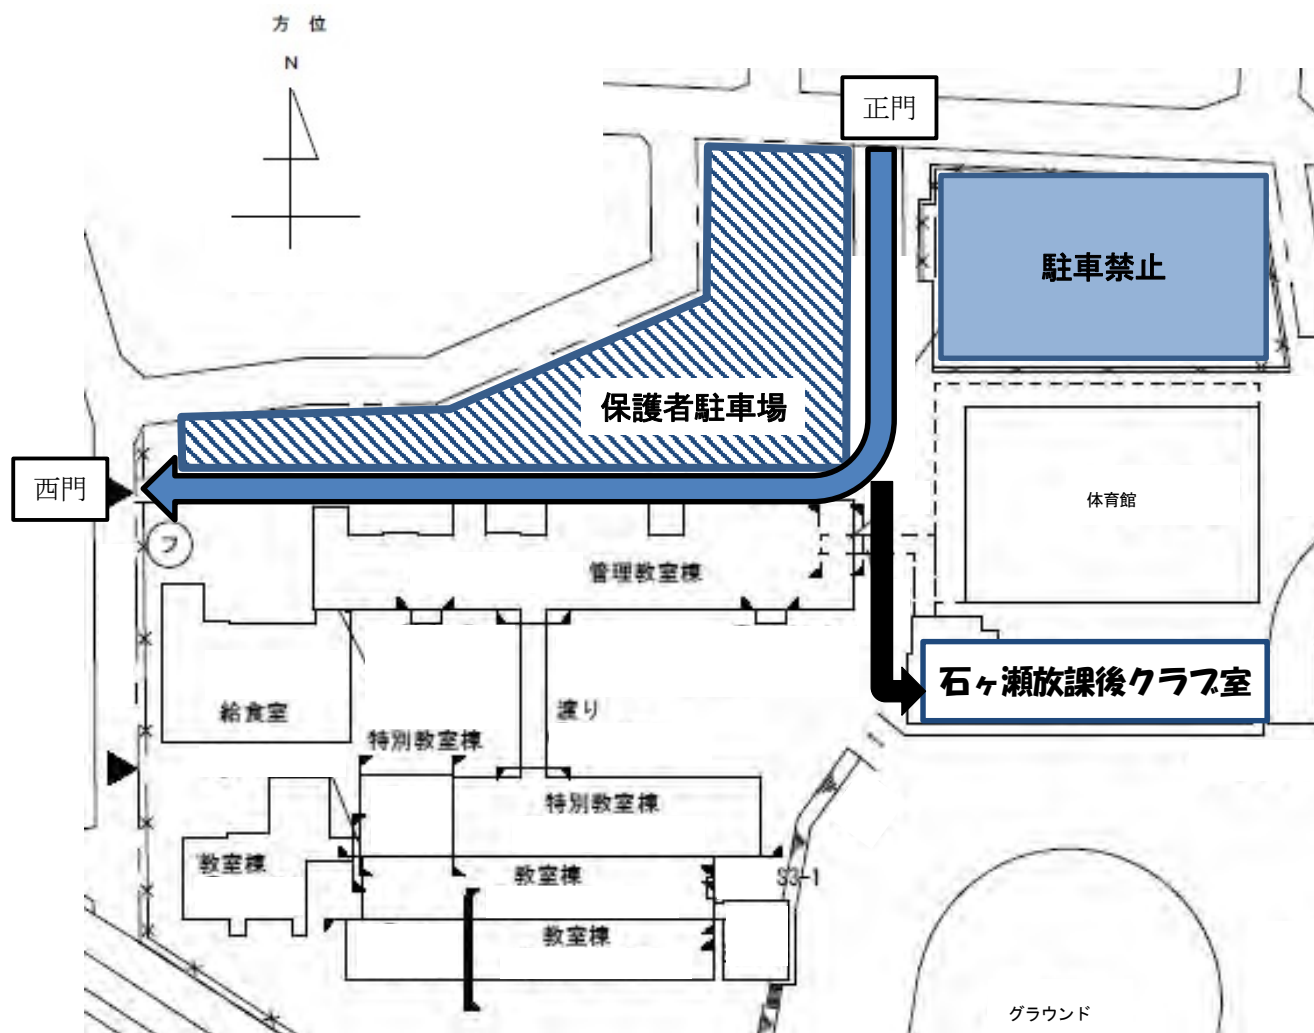 方 位
N
正門
駐車禁止
保護者駐車場
西門
体育館
フ
管理教室棟
石ヶ瀬放課後クラブ室
給食室
渡り
特別教室棟
特別教室棟
教室棟
教室棟
S3-1
教室棟
グラウンド